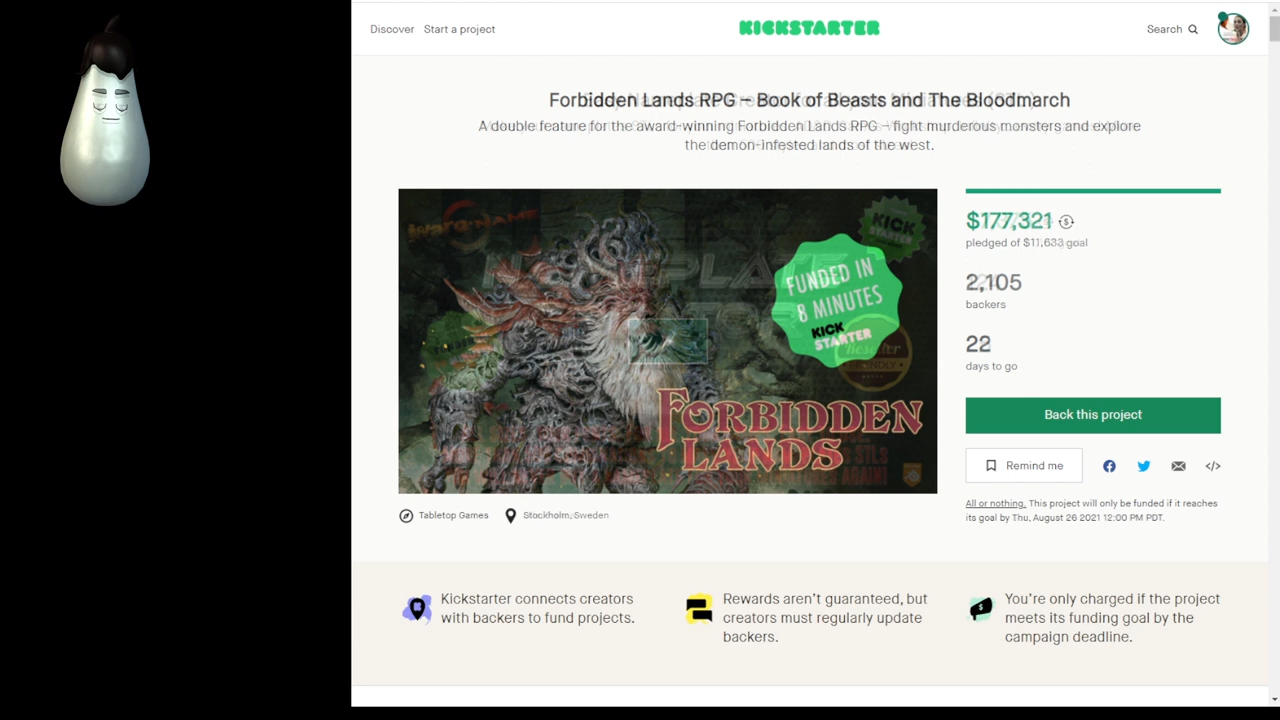 Discover Start a project
KICKSTARTER
Search
Forbidden Lands RPG – Book of Beasts and The Bloodmarch
A double feature for the award-winning Forbidden Lands RPG – fight murderous monsters and explore
the demon-infested lands of the west.
KICK
STARTER
NAMEPLATE
FUNDED IN
8 MINUTES
KICK
STARTER
FORBIDDEN
LANDS
$177,321
pledged of $11,633 goal
2,105
backers
22
days to go
Back this project
Remind me
All or nothing. This project will only be funded if it reaches
its goal by Thu, August 26 2021 12:00 PM PDT.
Tabletop Games Stockholm, Sweden
Kickstarter connects creators
with backers to fund projects.
Rewards aren't guaranteed, but
creators must regularly update
backers.
You're only charged if the project
meets its funding goal by the
campaign deadline.